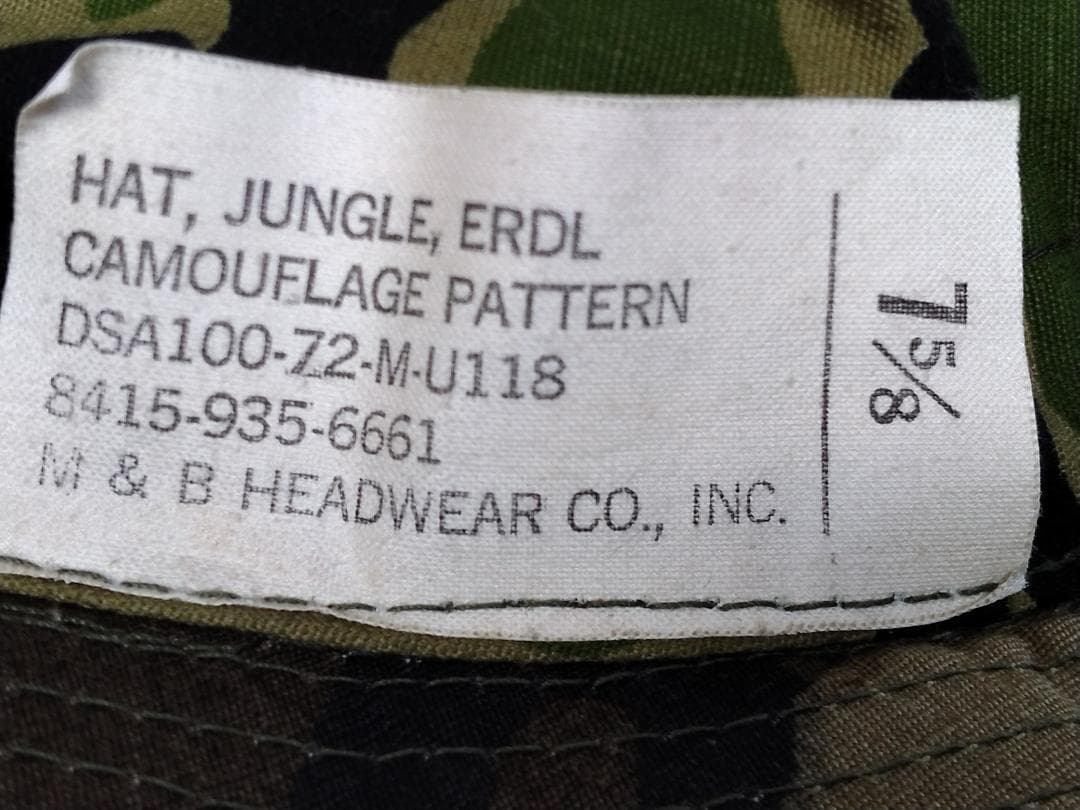 HAT, JUNGLE, ERDL
CAMOUFLAGE PATTERN
DSA100-72-M-U118
8415-935-6661
M & B HEADWEAR CO., INC.
7 5/8